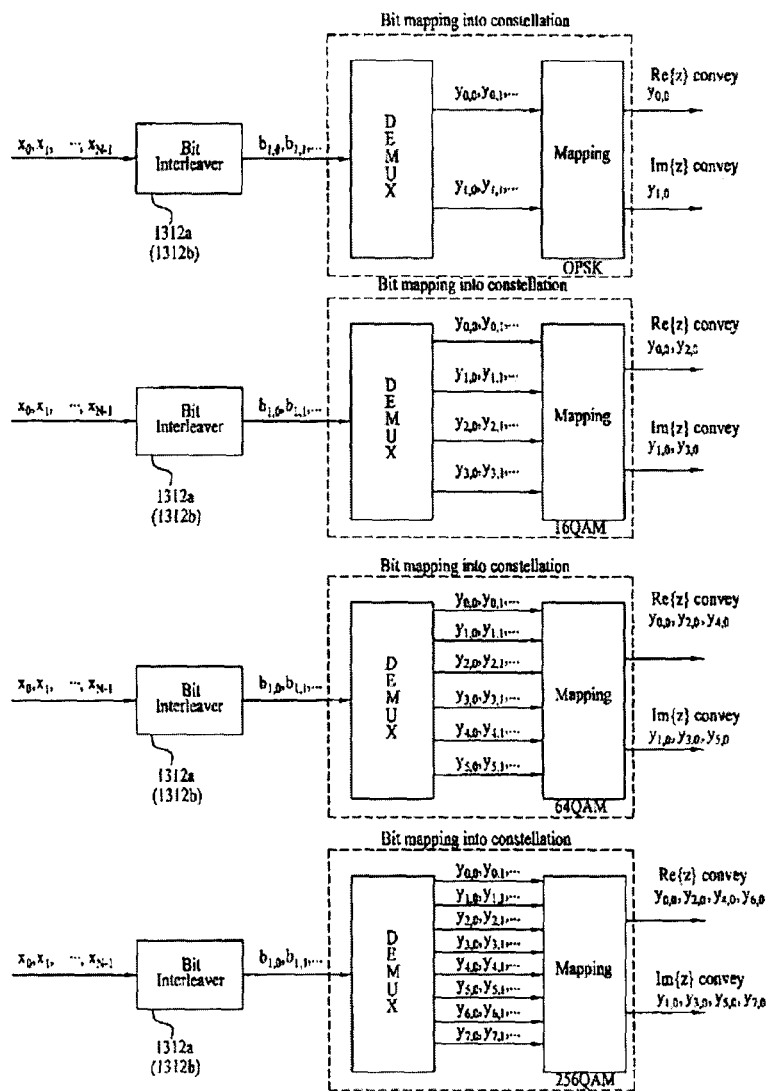 Bit mapping into constellation
x0, x1, ..., xN-1
Bit
Interleaver
b1,0, b1,1, ...
1312a
(1312b)
DEMUX
y0,0, y0,1, ...
y1,0, y1,1, ...
Mapping
OPSK
Re{z} convey
y0,0
Im{z} convey
y1,0
Bit mapping into constellation
x0, x1, ..., xN-1
Bit
Interleaver
b1,0, b1,1, ...
1312a
(1312b)
DEMUX
y0,0, y0,1, ...
y1,0, y1,1, ...
y2,0, y2,1, ...
y3,0, y3,1, ...
Mapping
16QAM
Re{z} convey
y0,0, y2,0
Im{z} convey
y1,0, y3,0
Bit mapping into constellation
x0, x1, ..., xN-1
Bit
Interleaver
b1,0, b1,1, ...
1312a
(1312b)
DEMUX
y0,0, y0,1, ...
y1,0, y1,1, ...
y2,0, y2,1, ...
y3,0, y3,1, ...
y4,0, y4,1, ...
y5,0, y5,1, ...
Mapping
64QAM
Re{z} convey
y0,0, y2,0, y4,0
Im{z} convey
y1,0, y3,0, y5,0
Bit mapping into constellation
x0, x1, ..., xN-1
Bit
Interleaver
b1,0, b1,1, ...
1312a
(1312b)
DEMUX
y0,0, y0,1, ...
y1,0, y1,1, ...
y2,0, y2,1, ...
y3,0, y3,1, ...
y4,0, y4,1, ...
y5,0, y5,1, ...
y6,0, y6,1, ...
y7,0, y7,1, ...
Mapping
256QAM
Re{z} convey
y0,0, y2,0, y4,0, y6,0
Im{z} convey
y1,0, y3,0, y5,0, y7,0